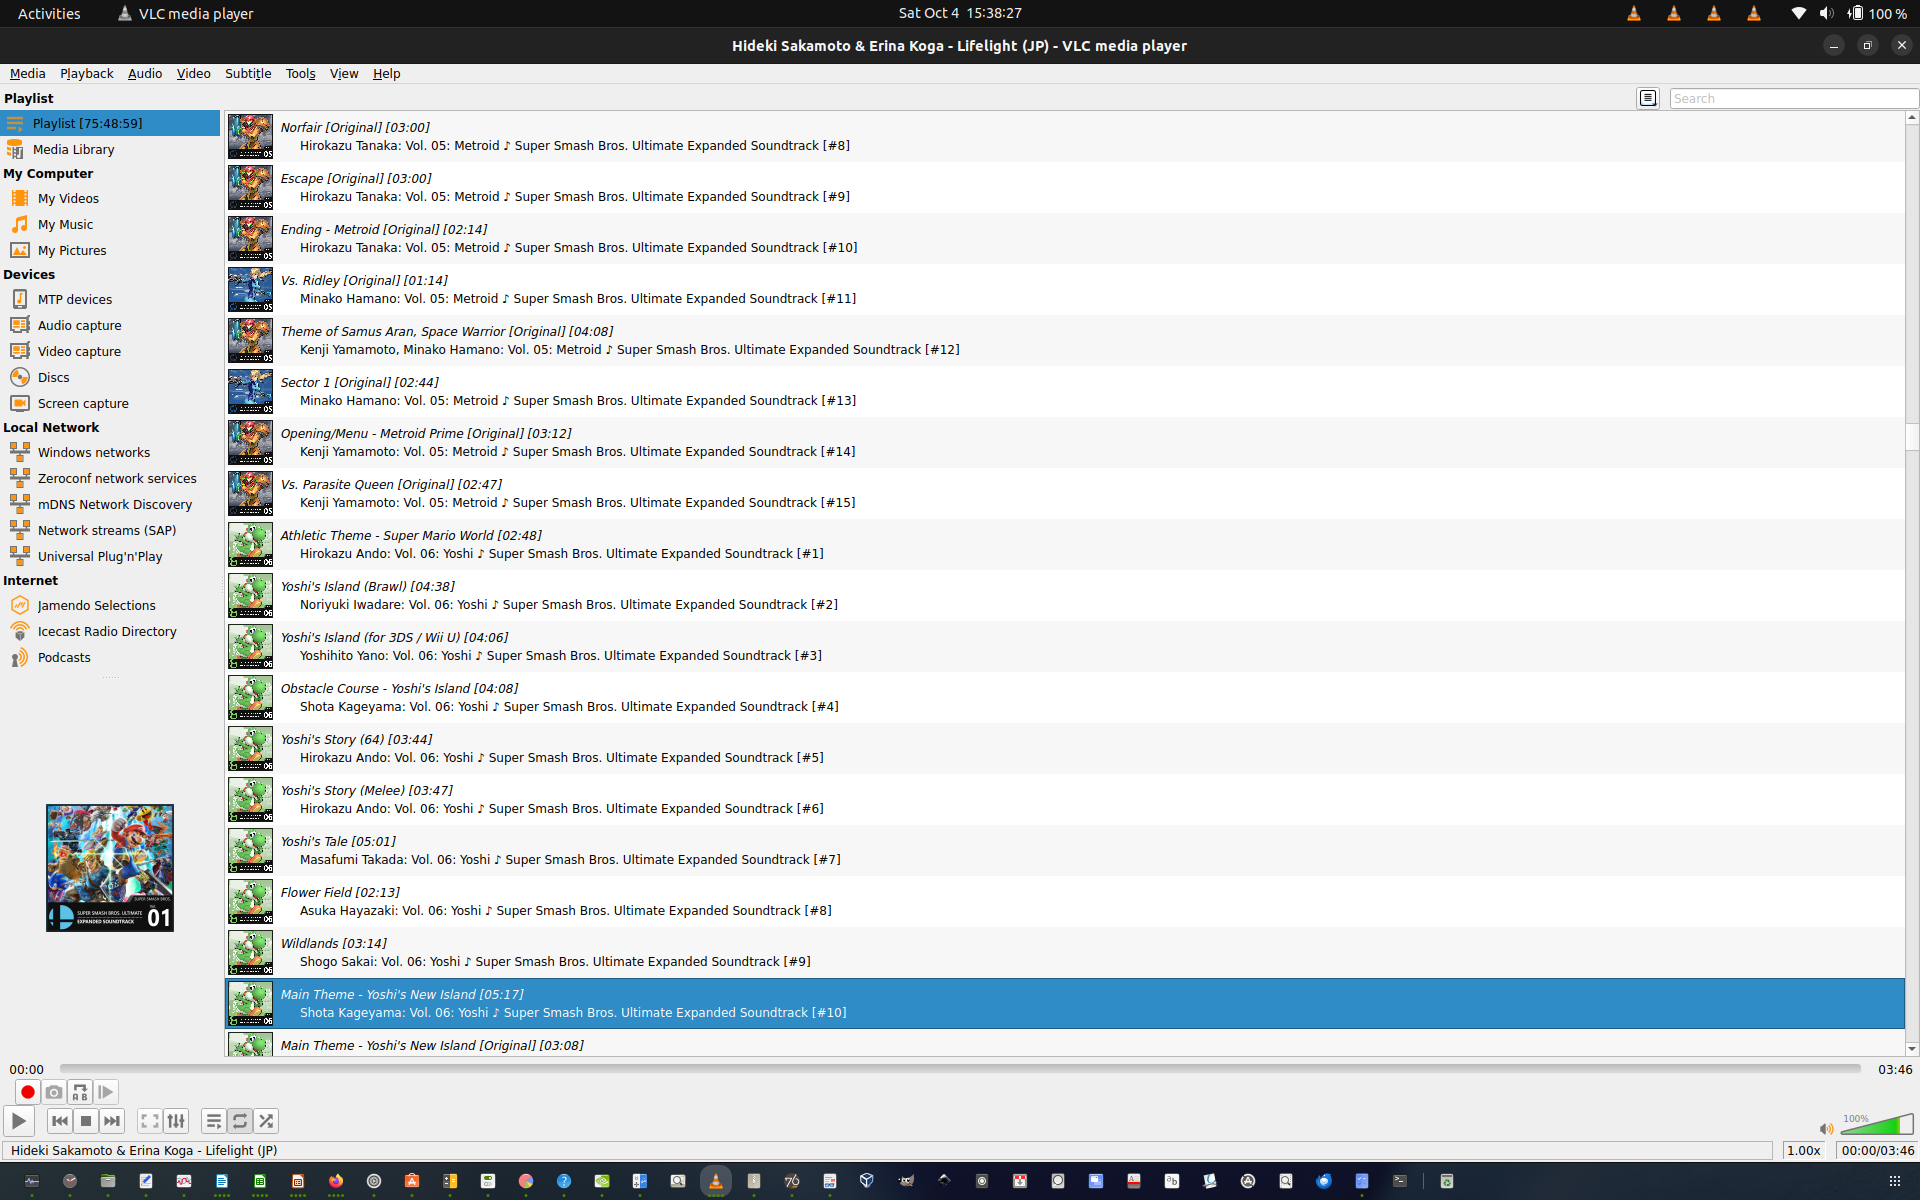 Activities
VLC media player
Sat Oct 4 15:38:27
100 %
Hideki Sakamoto & Erina Koga - Lifelight (JP) - VLC media player
Media Playback Audio Video Subtitle Tools View Help
Playlist
Search
Playlist [75:48:59]
Media Library
My Computer
My Videos
My Music
My Pictures
Devices
MTP devices
Audio capture
Video capture
Discs
Screen capture
Local Network
Windows networks
Zeroconf network services
mDNS Network Discovery
Network streams (SAP)
Universal Plug'n'Play
Internet
Jamendo Selections
Icecast Radio Directory
Podcasts
SUPER SMASH BROS. ULTIMATE
EXPANDED SOUNDTRACK
01
Norfair [Original] [03:00]
Hirokazu Tanaka: Vol. 05: Metroid ♪ Super Smash Bros. Ultimate Expanded Soundtrack [#8]
Escape [Original] [03:00]
Hirokazu Tanaka: Vol. 05: Metroid ♪ Super Smash Bros. Ultimate Expanded Soundtrack [#9]
Ending - Metroid [Original] [02:14]
Hirokazu Tanaka: Vol. 05: Metroid ♪ Super Smash Bros. Ultimate Expanded Soundtrack [#10]
Vs. Ridley [Original] [01:14]
Minako Hamano: Vol. 05: Metroid ♪ Super Smash Bros. Ultimate Expanded Soundtrack [#11]
Theme of Samus Aran, Space Warrior [Original] [04:08]
Kenji Yamamoto, Minako Hamano: Vol. 05: Metroid ♪ Super Smash Bros. Ultimate Expanded Soundtrack [#12]
Sector 1 [Original] [02:44]
Minako Hamano: Vol. 05: Metroid ♪ Super Smash Bros. Ultimate Expanded Soundtrack [#13]
Opening/Menu - Metroid Prime [Original] [03:12]
Kenji Yamamoto: Vol. 05: Metroid ♪ Super Smash Bros. Ultimate Expanded Soundtrack [#14]
Vs. Parasite Queen [Original] [02:47]
Kenji Yamamoto: Vol. 05: Metroid ♪ Super Smash Bros. Ultimate Expanded Soundtrack [#15]
Athletic Theme - Super Mario World [02:48]
Hirokazu Ando: Vol. 06: Yoshi ♪ Super Smash Bros. Ultimate Expanded Soundtrack [#1]
Yoshi's Island (Brawl) [04:38]
Noriyuki Iwadare: Vol. 06: Yoshi ♪ Super Smash Bros. Ultimate Expanded Soundtrack [#2]
Yoshi's Island (for 3DS / Wii U) [04:06]
Yoshihito Yano: Vol. 06: Yoshi ♪ Super Smash Bros. Ultimate Expanded Soundtrack [#3]
Obstacle Course - Yoshi's Island [04:08]
Shota Kageyama: Vol. 06: Yoshi ♪ Super Smash Bros. Ultimate Expanded Soundtrack [#4]
Yoshi's Story (64) [03:44]
Hirokazu Ando: Vol. 06: Yoshi ♪ Super Smash Bros. Ultimate Expanded Soundtrack [#5]
Yoshi's Story (Melee) [03:47]
Hirokazu Ando: Vol. 06: Yoshi ♪ Super Smash Bros. Ultimate Expanded Soundtrack [#6]
Yoshi's Tale [05:01]
Masafumi Takada: Vol. 06: Yoshi ♪ Super Smash Bros. Ultimate Expanded Soundtrack [#7]
Flower Field [02:13]
Asuka Hayazaki: Vol. 06: Yoshi ♪ Super Smash Bros. Ultimate Expanded Soundtrack [#8]
Wildlands [03:14]
Shogo Sakai: Vol. 06: Yoshi ♪ Super Smash Bros. Ultimate Expanded Soundtrack [#9]
Main Theme - Yoshi's New Island [05:17]
Shota Kageyama: Vol. 06: Yoshi ♪ Super Smash Bros. Ultimate Expanded Soundtrack [#10]
Main Theme - Yoshi's New Island [Original] [03:08]
00:00
03:46
100%
Hideki Sakamoto & Erina Koga - Lifelight (JP)
1.00x
00:00/03:46